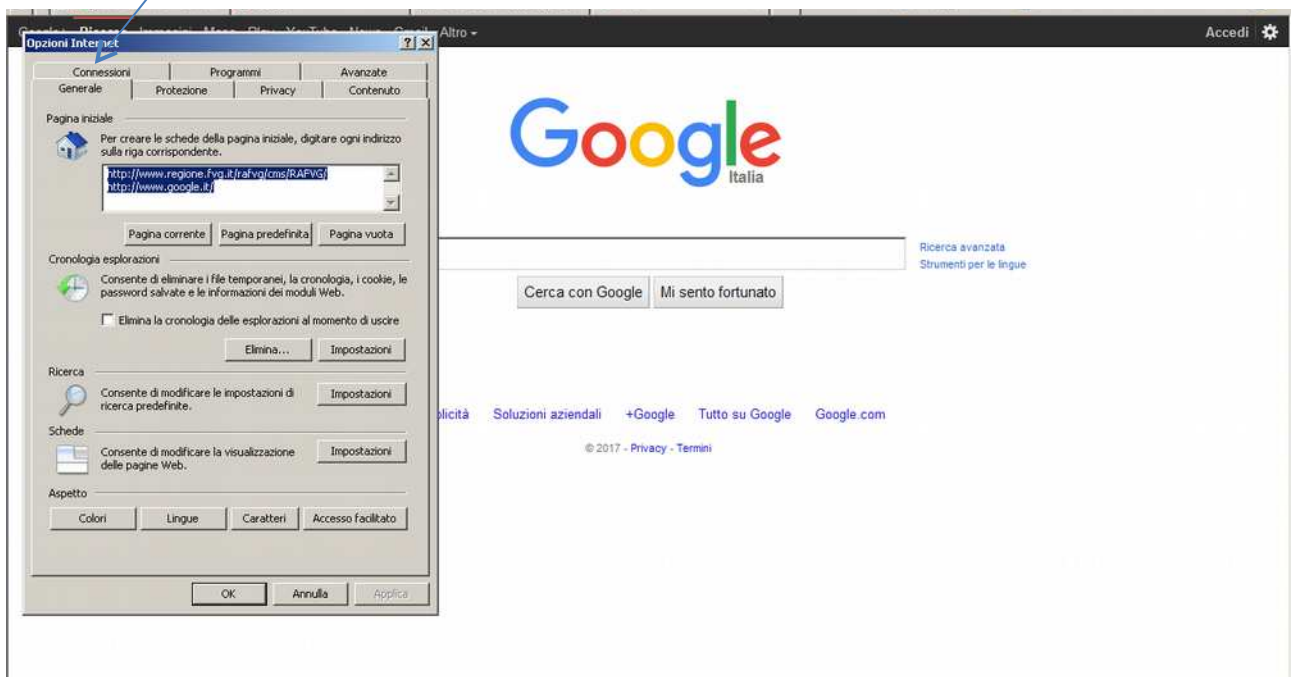 Altro
Accedi
Opzioni Internet
Connessioni Programmi Avanzate
Generale Protezione Privacy Contenuto
Pagina iniziale
Per creare le schede della pagina iniziale, digitare ogni indirizzo
sulla riga corrispondente.
http://www.regione.fvg.it/rafvg/cms/RAFVG/
http://www.google.it/
Pagina corrente Pagina predefinita Pagina vuota
Cronologia esplorazioni
Consente di eliminare i file temporanei, la cronologia, i cookie, le
password salvate e le informazioni dei moduli Web.
Elimina la cronologia delle esplorazioni al momento di uscire
Elimina... Impostazioni
Ricerca
Consente di modificare le impostazioni di
ricerca predefinite.
Impostazioni
Schede
Consente di modificare la visualizzazione
delle pagine Web.
Impostazioni
Aspetto
Colori Lingue Caratteri Accesso facilitato
OK Annulla Applica
Google
Italia
Ricerca avanzata
Strumenti per le lingue
Cerca con Google Mi sento fortunato
Soluzioni aziendali +Google Tutto su Google Google.com
© 2017 - Privacy - Termini